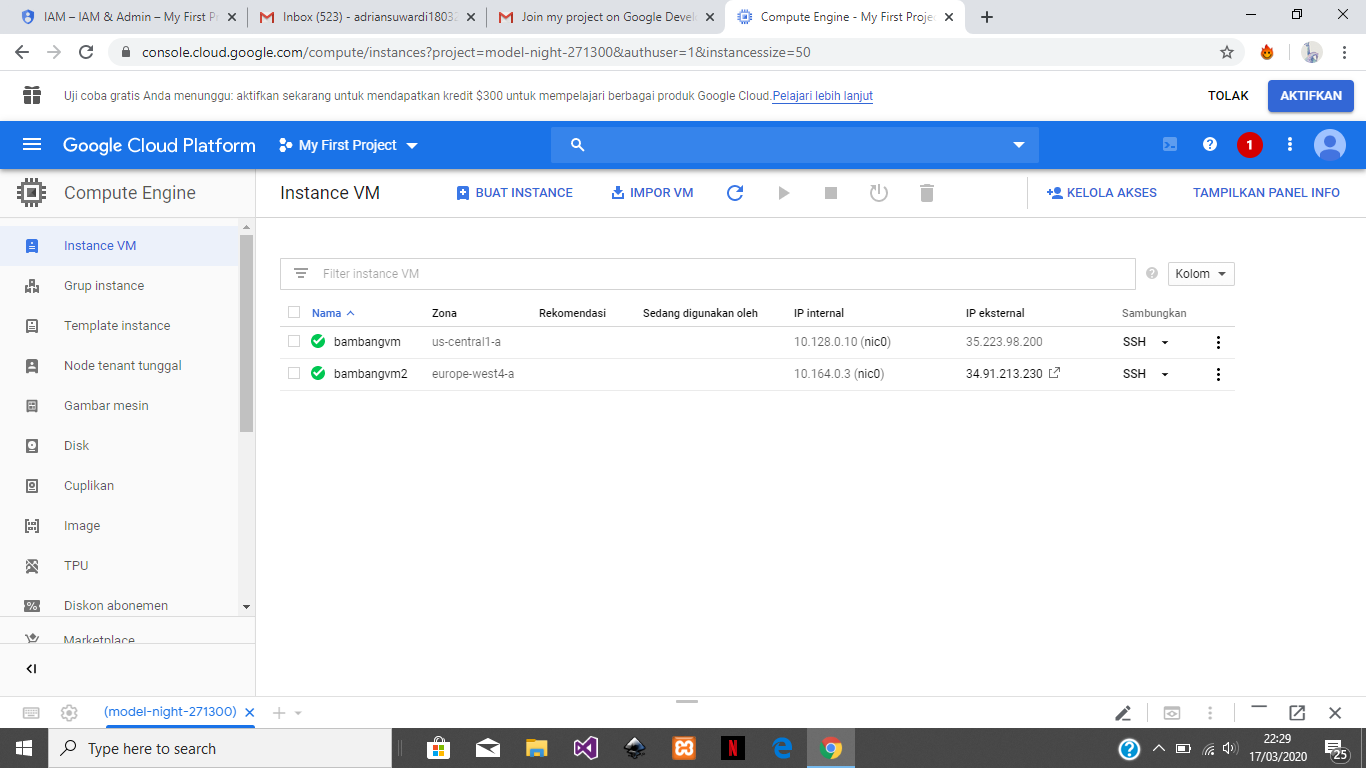 IAM – IAM & Admin – My First Pr
Inbox (523) - adriansuwardi1803
Join my project on Google Devel
Compute Engine - My First Projec
console.cloud.google.com/compute/instances?project=model-night-271300&authuser=1&instancessize=50
Uji coba gratis Anda menunggu: aktifkan sekarang untuk mendapatkan kredit $300 untuk mempelajari berbagai produk Google Cloud.Pelajari lebih lanjut
TOLAK
AKTIFKAN
Google Cloud Platform
My First Project
1
Compute Engine
Instance VM
BUAT INSTANCE
IMPOR VM
KELOLA AKSES
TAMPILKAN PANEL INFO
Instance VM
Grup instance
Template instance
Node tenant tunggal
Gambar mesin
Disk
Cuplikan
Image
TPU
Diskon abonemen
Marketplace
Filter instance VM
Kolom
Nama Zona Rekomendasi Sedang digunakan oleh IP internal IP eksternal Sambungkan
bambangvm us-central1-a 10.128.0.10 (nic0) 35.223.98.200 SSH
bambangvm2 europe-west4-a 10.164.0.3 (nic0) 34.91.213.230 SSH
(model-night-271300)
Type here to search
N
22:29
17/03/2020
25